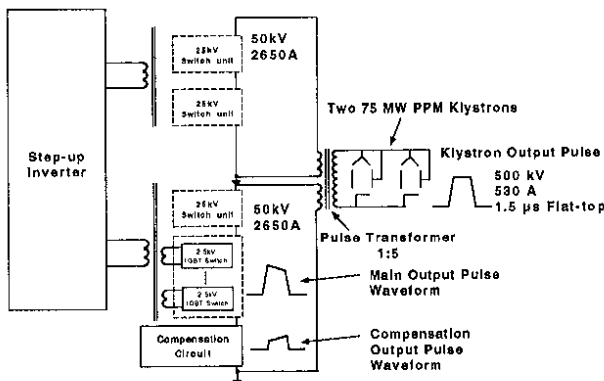 25kV
Switch unit
50kV
2650A
25kV
Switch unit
Two 75 MW PPM Klystrons
Step-up
Inverter
Klystron Output Pulse
500 kV
530 A
1.5 μs Flat-top
25kV
Switch unit
50kV
2650A
Pulse Transformer
1:5
2.5kV
IGBT Switch
2.5kV
IGBT Switch
Main Output Pulse
Waveform
Compensation
Circuit
Compensation
Output Pulse
Waveform